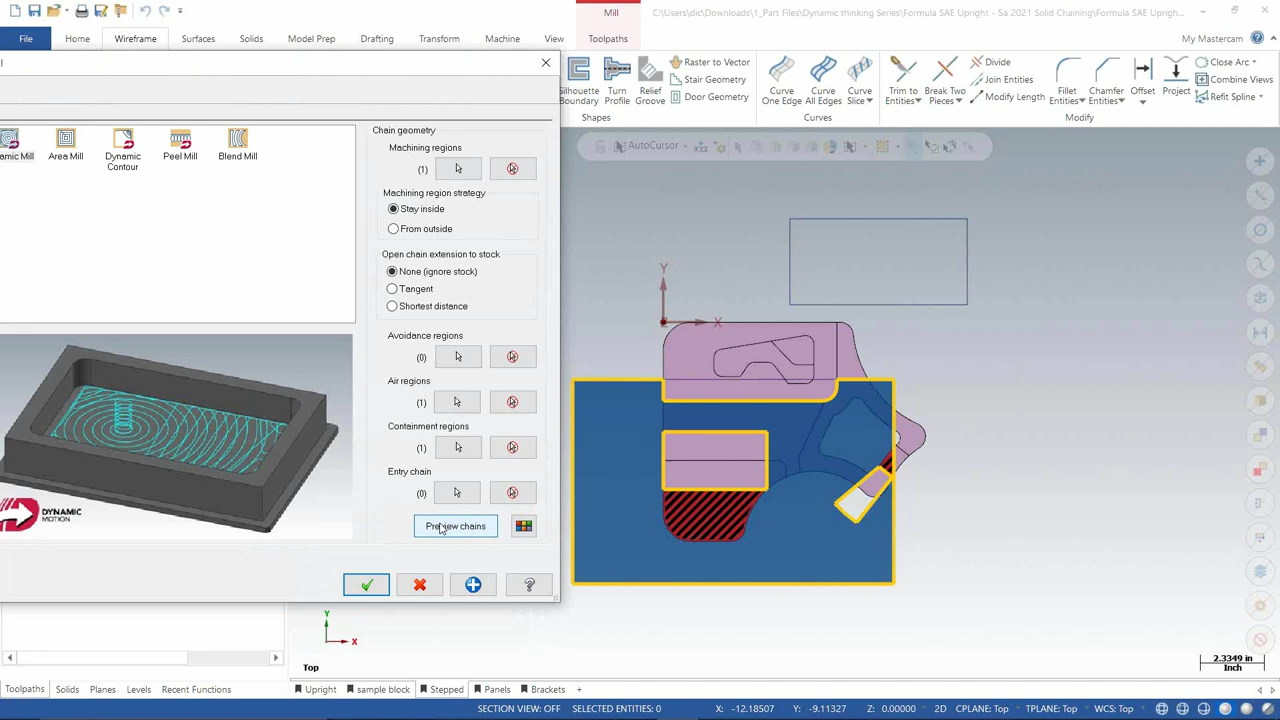 Mill
C:\Users\dic\Downloads\1_Part Files\Dynamic thinking Series\Formula SAE Upright - 5a 2021 Solid Chaining\Formula SAE Uprigh...
File
Home
Wireframe
Surfaces
Solids
Model Prep
Drafting
Transform
Machine
View
Toolpaths
My Mastercam
Silhouette Boundary
Turn Profile
Relief Groove
Raster to Vector
Stair Geometry
Door Geometry
Shapes
Curve One Edge
Curve All Edges
Curve Slice
Curves
Trim to Entities
Break Two Pieces
Divide
Join Entities
Modify Length
Fillet Entities
Chamfer Entities
Offset
Project
Close Arc
Combine Views
Refit Spline
Modify
AutoCursor
amic Mill
Area Mill
Dynamic Contour
Peel Mill
Blend Mill
Chain geometry
Machining regions
(1)
Machining region strategy
Stay inside
From outside
Open chain extension to stock
None (ignore stock)
Tangent
Shortest distance
Avoidance regions
(0)
Air regions
(1)
Containment regions
(1)
Entry chain
(0)
Preview chains
DYNAMIC
MOTION
Y
X
Y
X
Top
2.3349 in
Inch
Toolpaths
Solids
Planes
Levels
Recent Functions
Upright
sample block
Stepped
Panels
Brackets
+
SECTION VIEW: OFF
SELECTED ENTITIES: 0
X: -12.18507
Y: -9.11327
Z: 0.00000
2D
CPLANE: Top
TPLANE: Top
WCS: Top